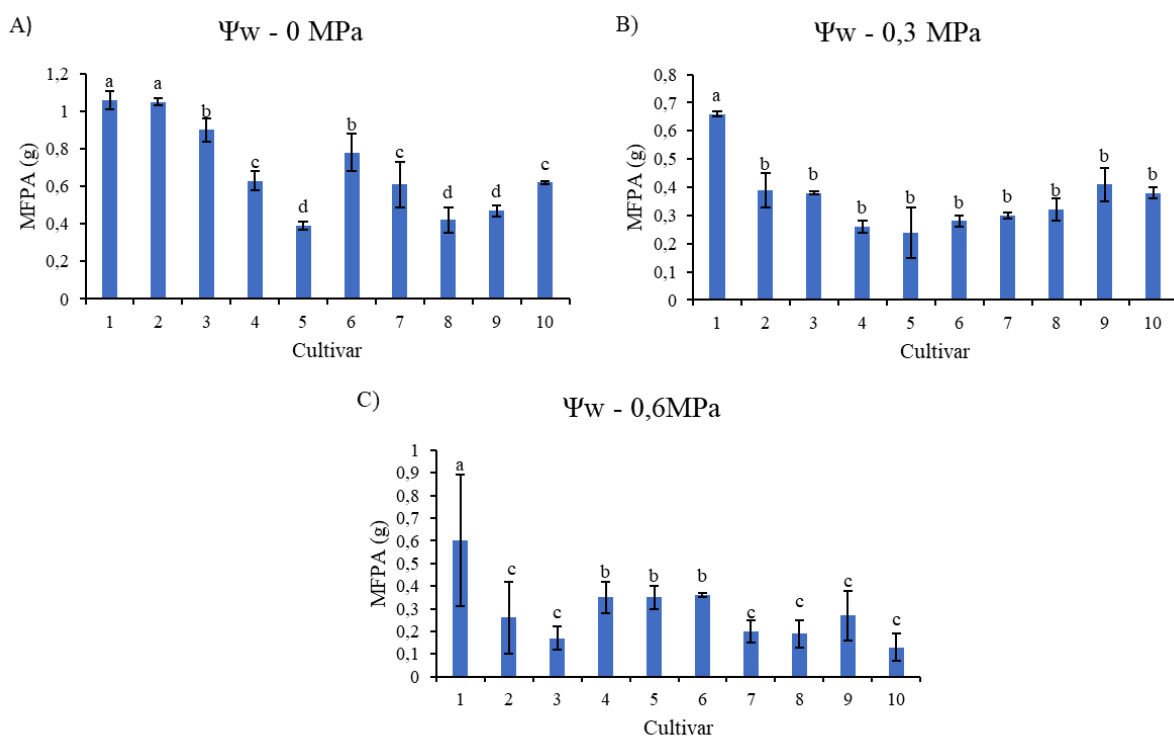 A)
Ψw - 0 MPa
MFPA (g)
1,2
1
0,8
0,6
0,4
0,2
0
a a b c d b c d d c
1 2 3 4 5 6 7 8 9 10
Cultivar
B)
Ψw - 0,3 MPa
MFPA (g)
0,8
0,7
0,6
0,5
0,4
0,3
0,2
0,1
0
a b b b b b b b b b
1 2 3 4 5 6 7 8 9 10
Cultivar
C)
Ψw - 0,6MPa
MFPA (g)
1
0,9
0,8
0,7
0,6
0,5
0,4
0,3
0,2
0,1
0
a c c b b b c c c c
1 2 3 4 5 6 7 8 9 10
Cultivar